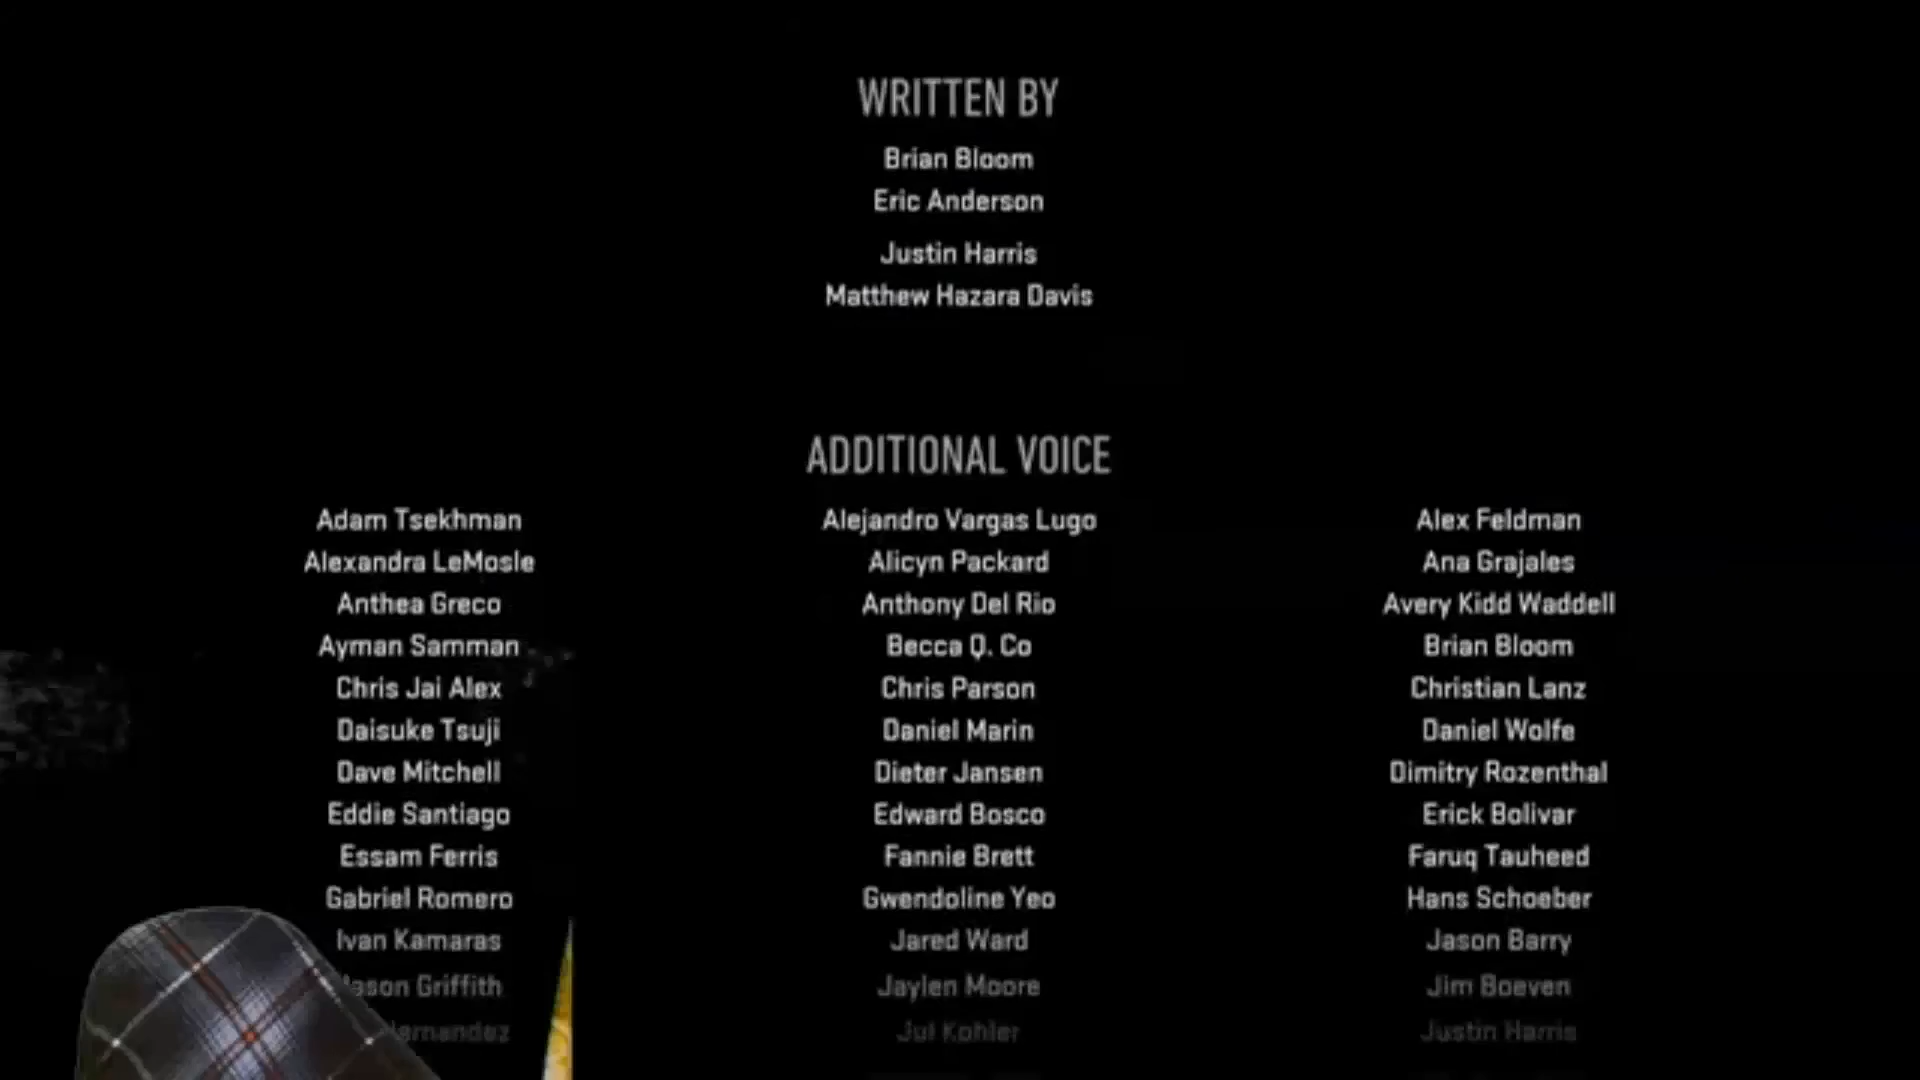 WRITTEN BY
Brian Bloom
Eric Anderson
Justin Harris
Matthew Hazara Davis
ADDITIONAL VOICE
Adam Tsekhman Alejandro Vargas Lugo Alex Feldman
Alexandra LeMosle Alicyn Packard Ana Grajales
Anthea Greco Anthony Del Rio Avery Kidd Waddell
Ayman Samman Becca Q. Co Brian Bloom
Chris Jai Alex Chris Parson Christian Lanz
Daisuke Tsuji Daniel Marin Daniel Wolfe
Dave Mitchell Dieter Jansen Dimitry Rozenthal
Eddie Santiago Edward Bosco Erick Bolivar
Essam Ferris Fannie Brett Faruq Tauheed
Gabriel Romero Gwendoline Yeo Hans Schoeber
Ivan Kamaras Jared Ward Jason Barry
Griffith Jaylen Moore Jim Boeven
Kohler Justin Harris